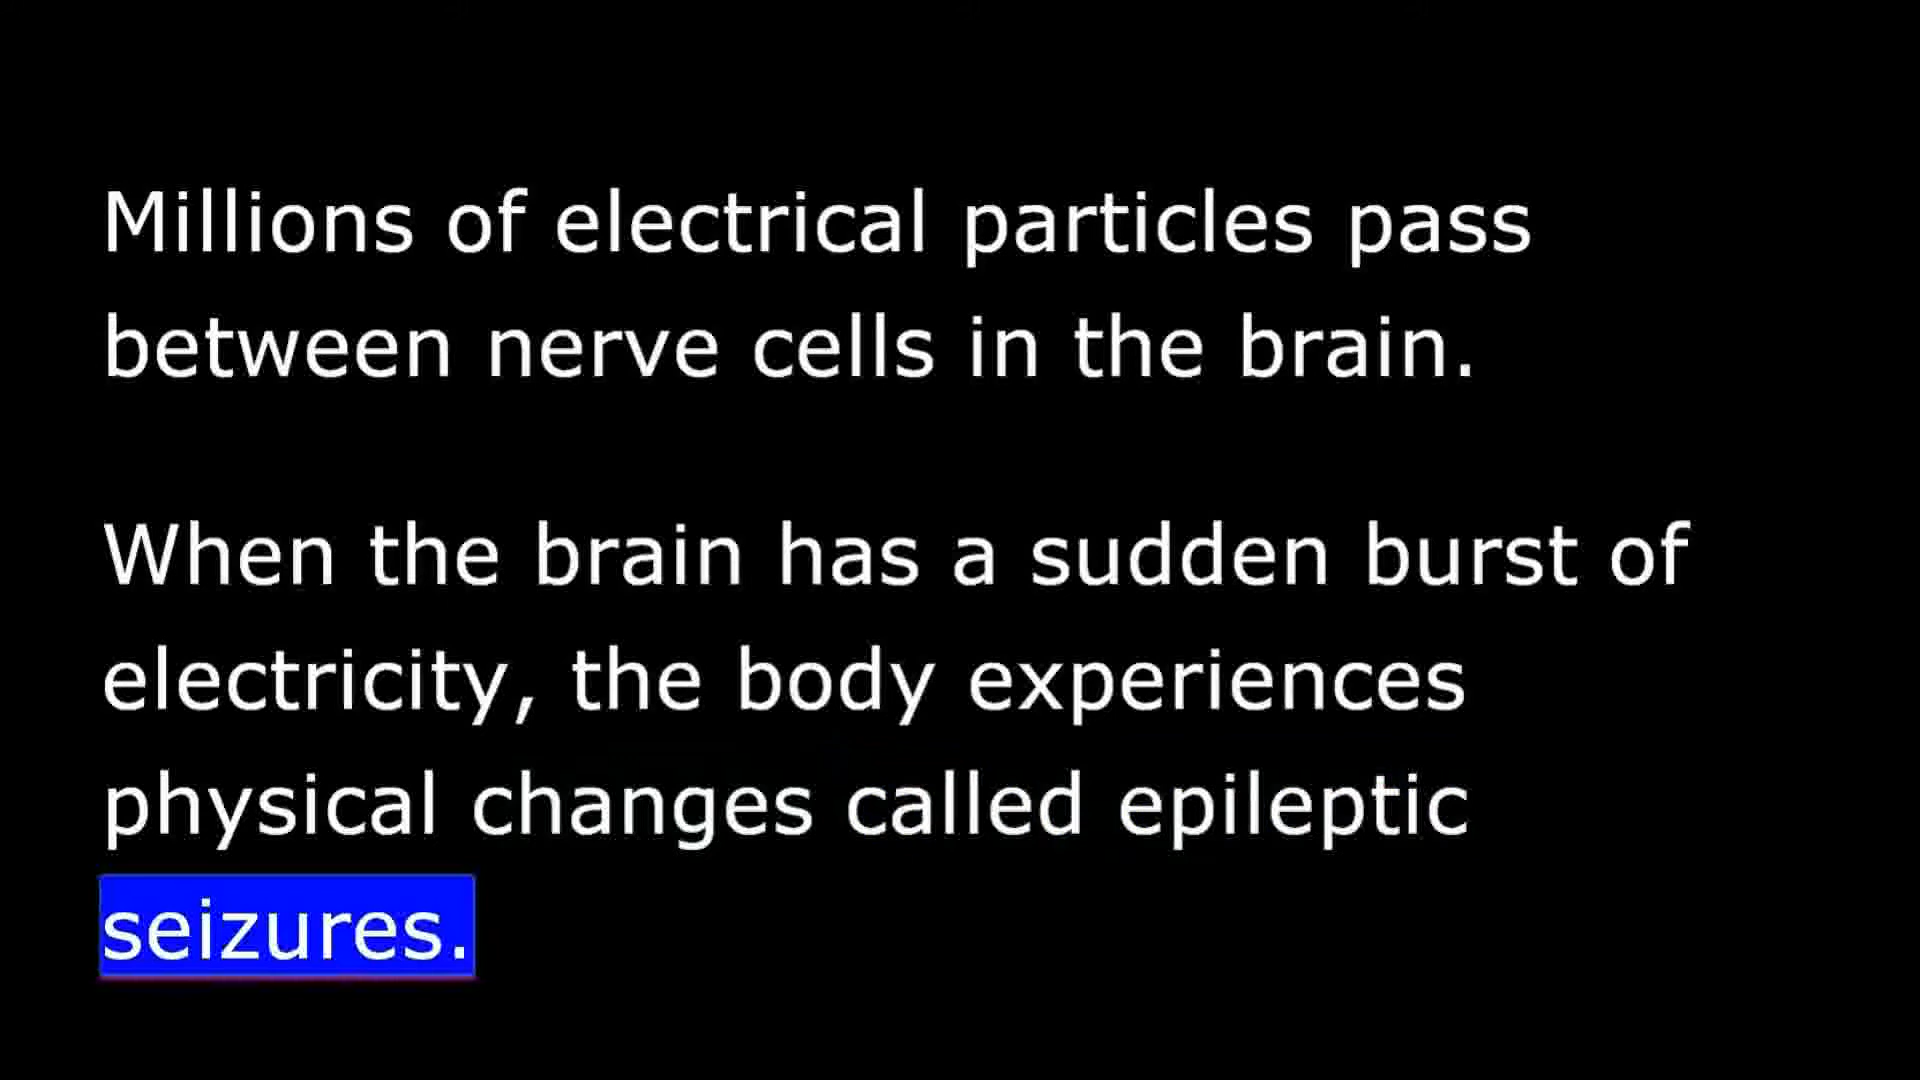 Millions of electrical particles pass
between nerve cells in the brain.
When the brain has a sudden burst of
electricity, the body experiences
physical changes called epileptic
seizures.